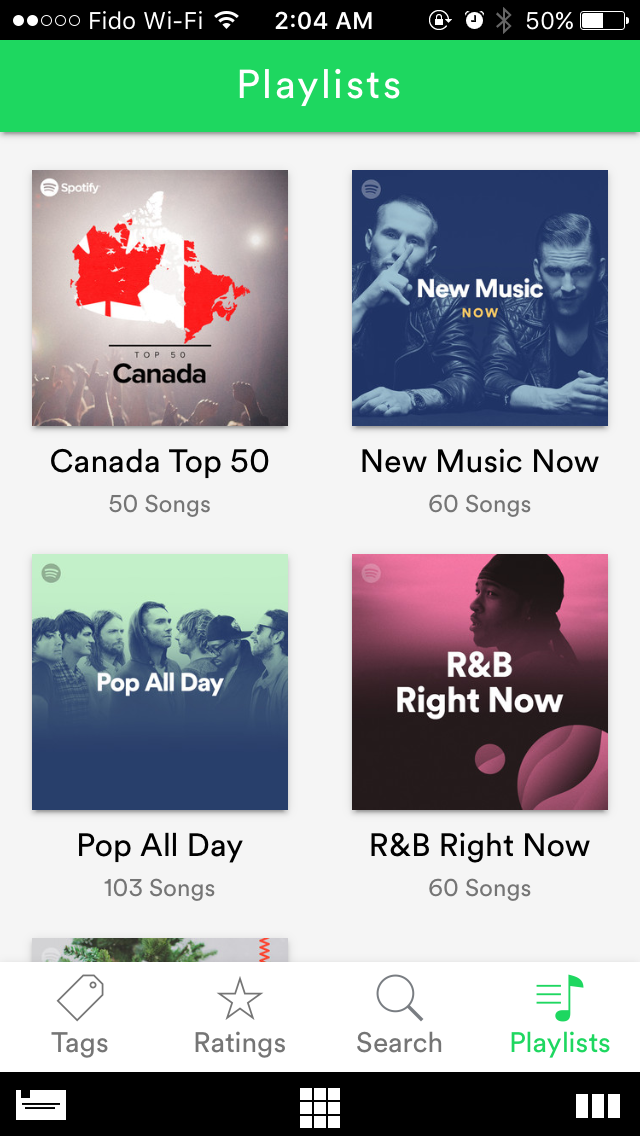 Fido Wi-Fi 2:04 AM 50%
Playlists
Spotify
TOP 50
Canada
New Music
NOW
Canada Top 50
New Music Now
50 Songs
60 Songs
Pop All Day
R&B
Right Now
Pop All Day
R&B Right Now
103 Songs
60 Songs
Tags
Ratings
Search
Playlists